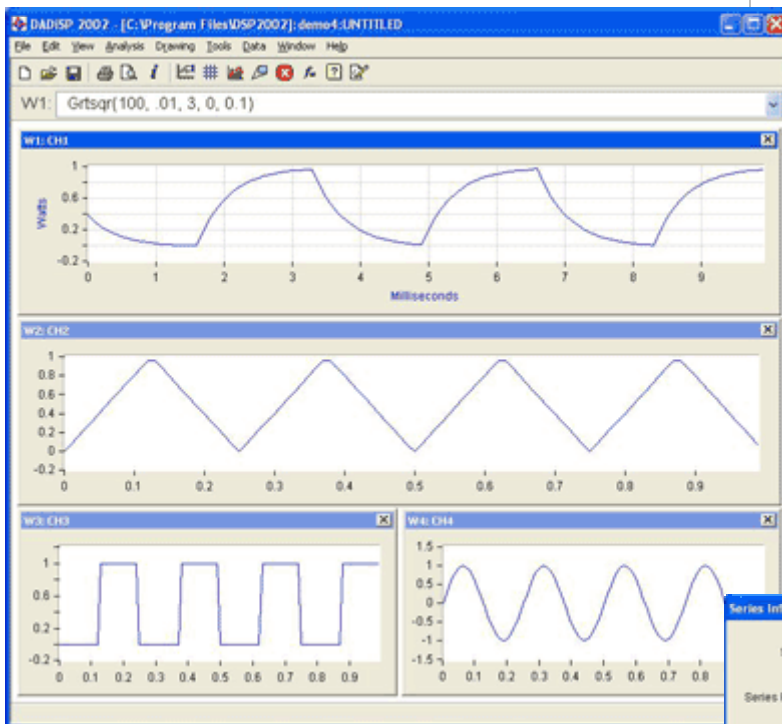 DADiSP 2002 - [C:\Program Files\DSP2002]:demo4:UNTITLED
File Edit View Analysis Drawing Tools Data Window Help
W1: Grtsqr(100, .01, 3, 0, 0.1)
W1: CH1
1
0.6
0.2
-0.2
Watts
0 1 2 3 4 5 6 7 8 9
Milliseconds
W2: CH2
1
0.8
0.6
0.4
0.2
0
-0.2
0 0.1 0.2 0.3 0.4 0.5 0.6 0.7 0.8 0.9
W3: CH3
1
0.6
0.2
-0.2
0 0.1 0.2 0.3 0.4 0.5 0.6 0.7 0.8 0.9
W4: CH4
1.5
1
0.5
0
-0.5
-1
-1.5
0 0.1 0.2 0.3 0.4 0.5 0.6 0.7 0.8
Series
Series